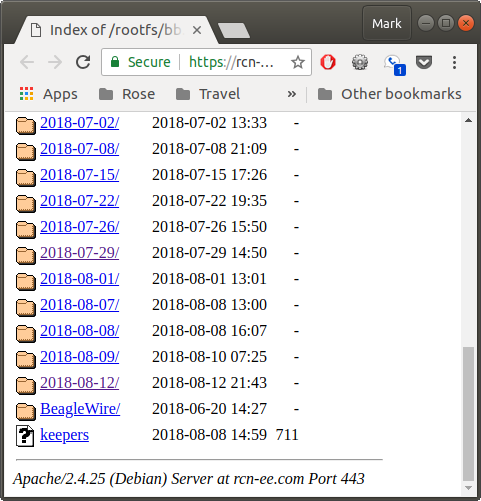 Mark
Index of /rootfs/bb
Secure https://rcn-...
1
Apps Rose Travel » Other bookmarks
2018-07-02/ 2018-07-02 13:33 -
2018-07-08/ 2018-07-08 21:09 -
2018-07-15/ 2018-07-15 17:26 -
2018-07-22/ 2018-07-22 19:35 -
2018-07-26/ 2018-07-26 15:50 -
2018-07-29/ 2018-07-29 14:50 -
2018-08-01/ 2018-08-01 13:01 -
2018-08-07/ 2018-08-08 13:00 -
2018-08-08/ 2018-08-08 16:07 -
2018-08-09/ 2018-08-10 07:25 -
2018-08-12/ 2018-08-12 21:43 -
BeagleWire/ 2018-06-20 14:27 -
keepers 2018-08-08 14:59 711
Apache/2.4.25 (Debian) Server at rcn-ee.com Port 443